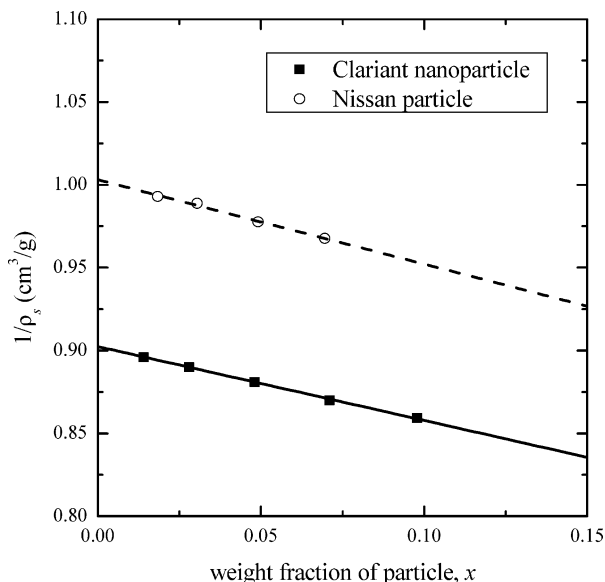 1.10
1.05
1.00
0.95
0.90
0.85
0.80
0.00
0.05
0.10
0.15
Clariant nanoparticle
Nissan particle
1/ρₛ (cm³/g)
weight fraction of particle, x